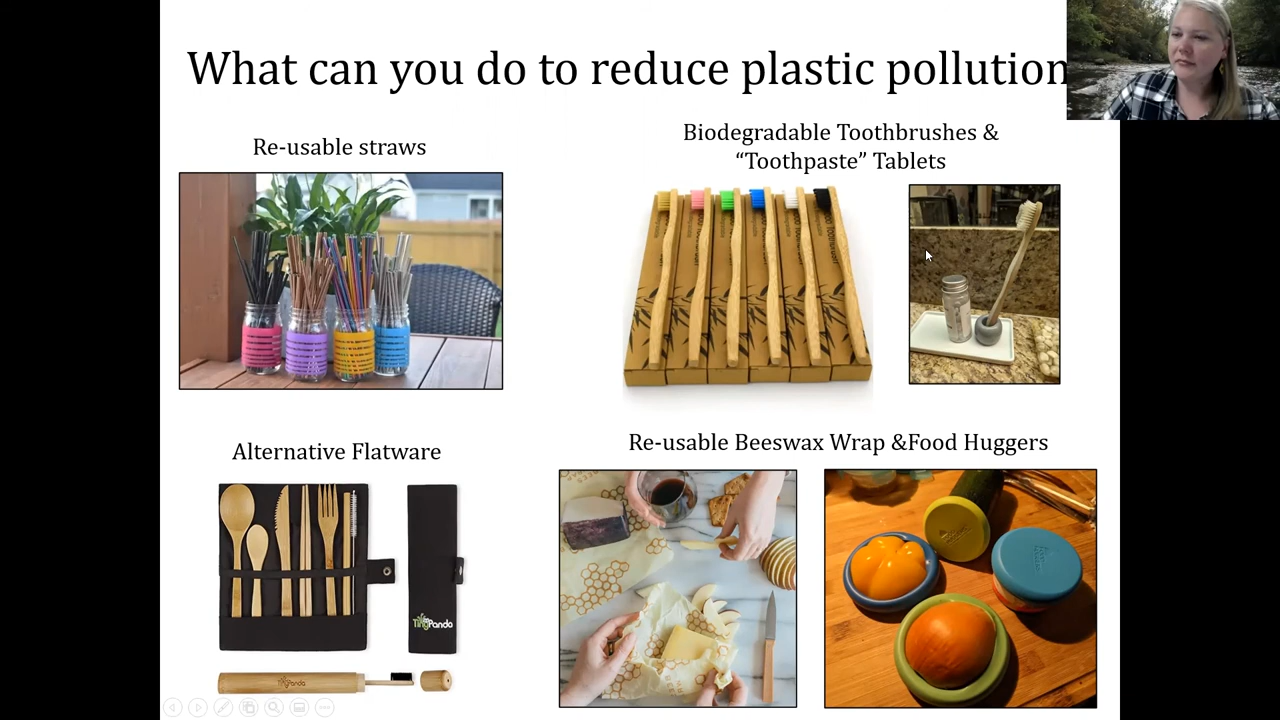 What can you do to reduce plastic pollution
Re-usable straws
Biodegradable Toothbrushes &
“Toothpaste” Tablets
Alternative Flatware
Re-usable Beeswax Wrap &Food Huggers